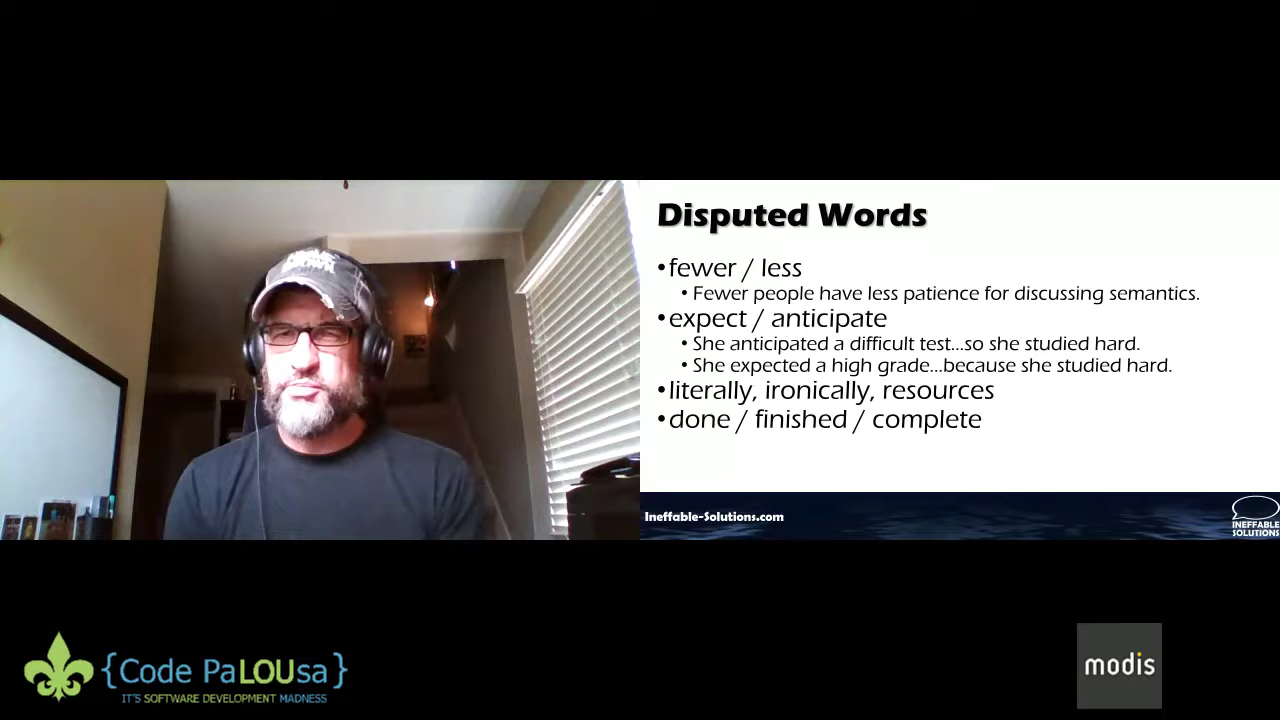 Disputed Words
•fewer / less
•Fewer people have less patience for discussing semantics.
•expect / anticipate
•She anticipated a difficult test...so she studied hard.
•She expected a high grade...because she studied hard.
•literally, ironically, resources
•done / finished / complete
Ineffable-Solutions.com
INEFFABLE
SOLUTIONS
{Code PaLOUsa}
IT'S SOFTWARE DEVELOPMENT MADNESS
modis